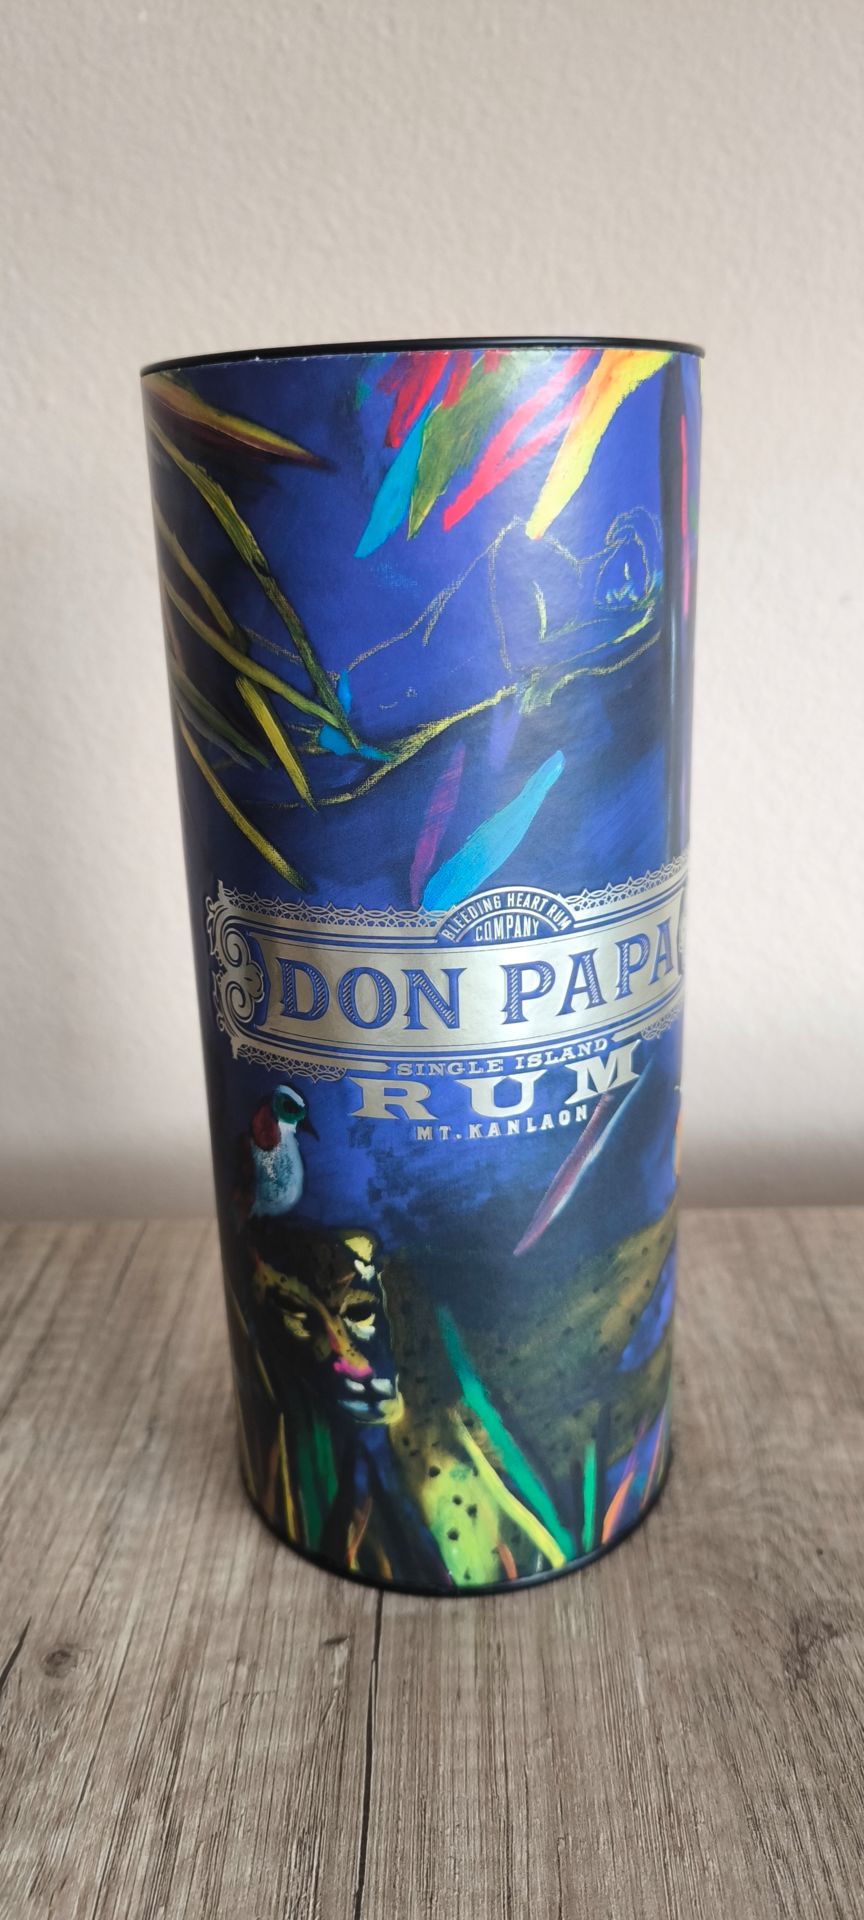 BLEEDING HEART RUM
COMPANY
DON PAPA
SINGLE ISLAND
RUM
MT. KANLAON